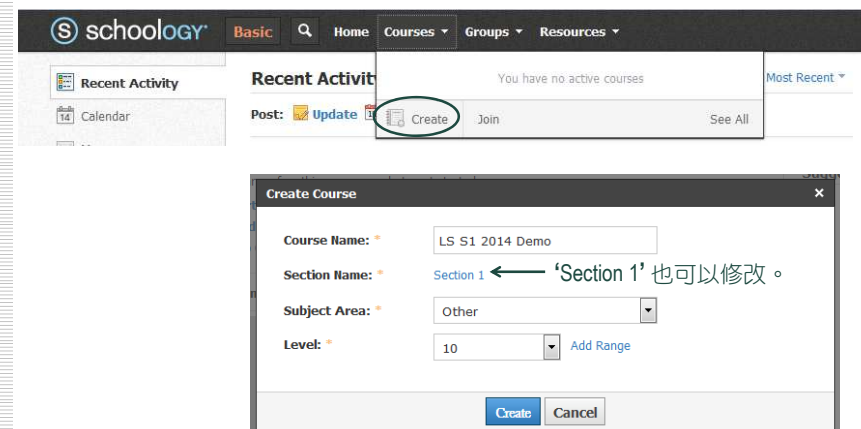 S schoology Basic Home Courses Groups Resources
Recent Activity
14 Calendar
Recent Activit
You have no active courses
Most Recent
Post: Update
Create Join See All
Create Course ×
Course Name: * LS S1 2014 Demo
Section Name: * Section 1 ‘Section 1’ 也可以修改。
Subject Area: * Other
Level: * 10 Add Range
Create Cancel